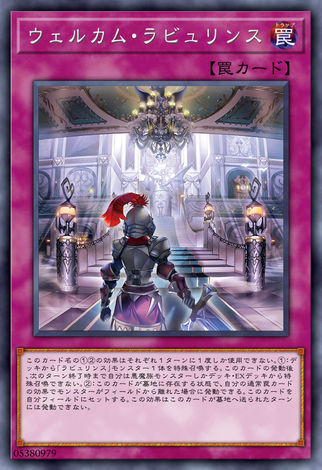 ウェルカム・ラビュリンス
トラップ
罠
【罠カード】
このカード名の①②の効果はそれぞれ1ターンに1度しか使用できない。①:デ
ッキから「ラビュリンス」モンスター1体を特殊召喚する。このカードの発動後、
次のターン終了時まで自分は悪魔族モンスターしかデッキ・EXデッキから特
殊召喚できない。②:このカードが墓地に存在する状態で、自分の通常罠カード
の効果でモンスターがフィールドから離れた場合に発動できる。このカードを
自分フィールドにセットする。この効果はこのカードが墓地へ送られたターン
には発動できない。
05380979